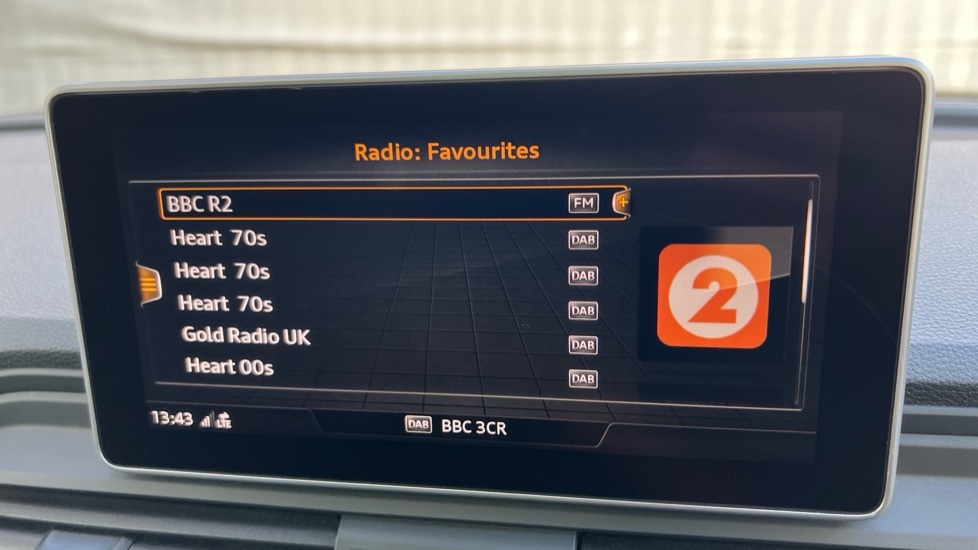 Radio: Favourites
BBC R2 FM
Heart 70s DAB
Heart 70s DAB
Heart 70s DAB
Gold Radio UK DAB
Heart 00s DAB
2
13:43 LTE DAB BBC 3CR